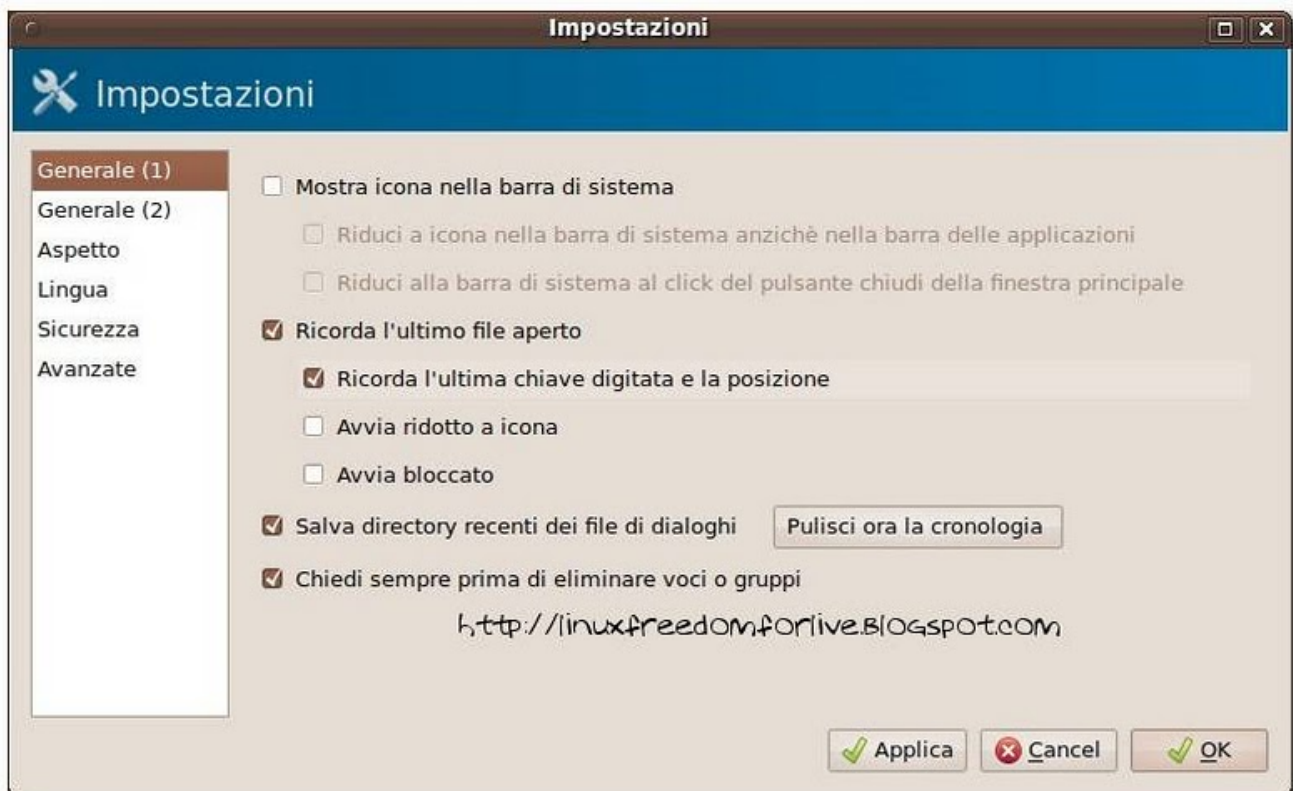 Impostazioni
Impostazioni
Generale (1)
Generale (2)
Aspetto
Lingua
Sicurezza
Avanzate
Mostra icona nella barra di sistema
Riduci a icona nella barra di sistema anzichè nella barra delle applicazioni
Riduci alla barra di sistema al click del pulsante chiudi della finestra principale
Ricorda l'ultimo file aperto
Ricorda l'ultima chiave digitata e la posizione
Avvia ridotto a icona
Avvia bloccato
Salva directory recenti dei file di dialoghi
Pulisci ora la cronologia
Chiedi sempre prima di eliminare voci o gruppi
http://linuxfreedomforlive.Blogspot.com
Applica
Cancel
OK